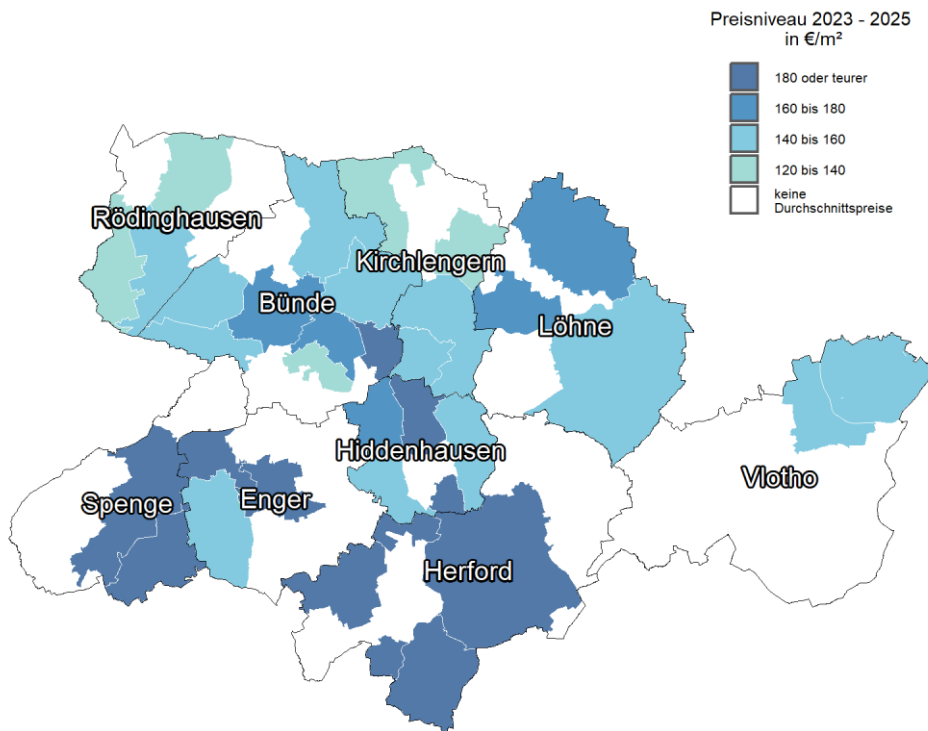 Preisniveau 2023 - 2025
in €/m²
180 oder teurer
160 bis 180
140 bis 160
120 bis 140
keine
Durchschnittspreise
Rödinghausen
Kirchlengern
Bünde
Löhne
Hiddenhausen
Vlotho
Spenge
Enger
Herford